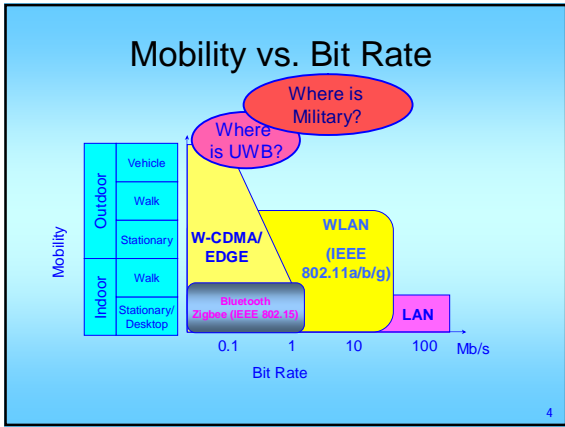 Mobility vs. Bit Rate
Where is
Military?
Where
is UWB?
Mobility
Outdoor
Vehicle
Walk
Stationary
Indoor
Walk
Stationary/
Desktop
W-CDMA/
EDGE
WLAN
(IEEE
802.11a/b/g)
Bluetooth
Zigbee (IEEE 802.15)
LAN
0.1 1 10 100 Mb/s
Bit Rate
4